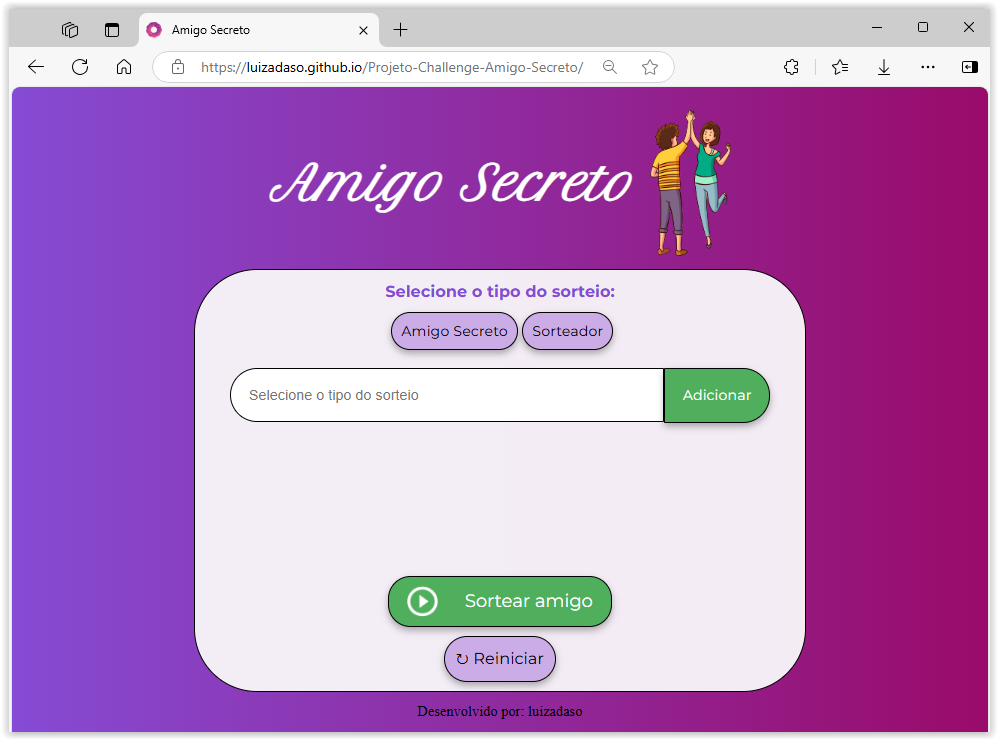 Amigo Secreto
https://luizadaso.github.io/Projeto-Challenge-Amigo-Secreto/
Amigo Secreto
Selecione o tipo do sorteio:
Amigo Secreto Sorteador
Selecione o tipo do sorteio Adicionar
Sortear amigo
↻ Reiniciar
Desenvolvido por: luizadaso